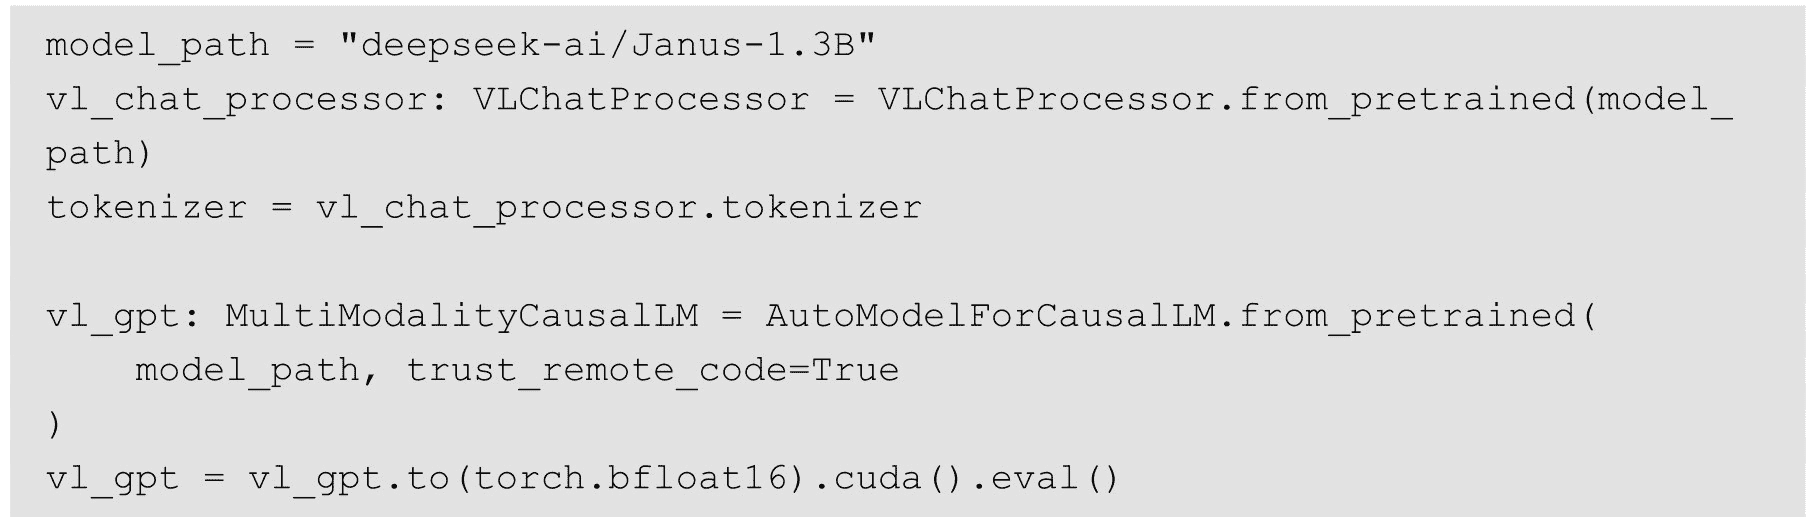 model_path = "deepseek-ai/Janus-1.3B"
vl_chat_processor: VLChatProcessor = VLChatProcessor.from_pretrained(model_
path)
tokenizer = vl_chat_processor.tokenizer

vl_gpt: MultiModalityCausalLM = AutoModelForCausalLM.from_pretrained(
    model_path, trust_remote_code=True
)
vl_gpt = vl_gpt.to(torch.bfloat16).cuda().eval()